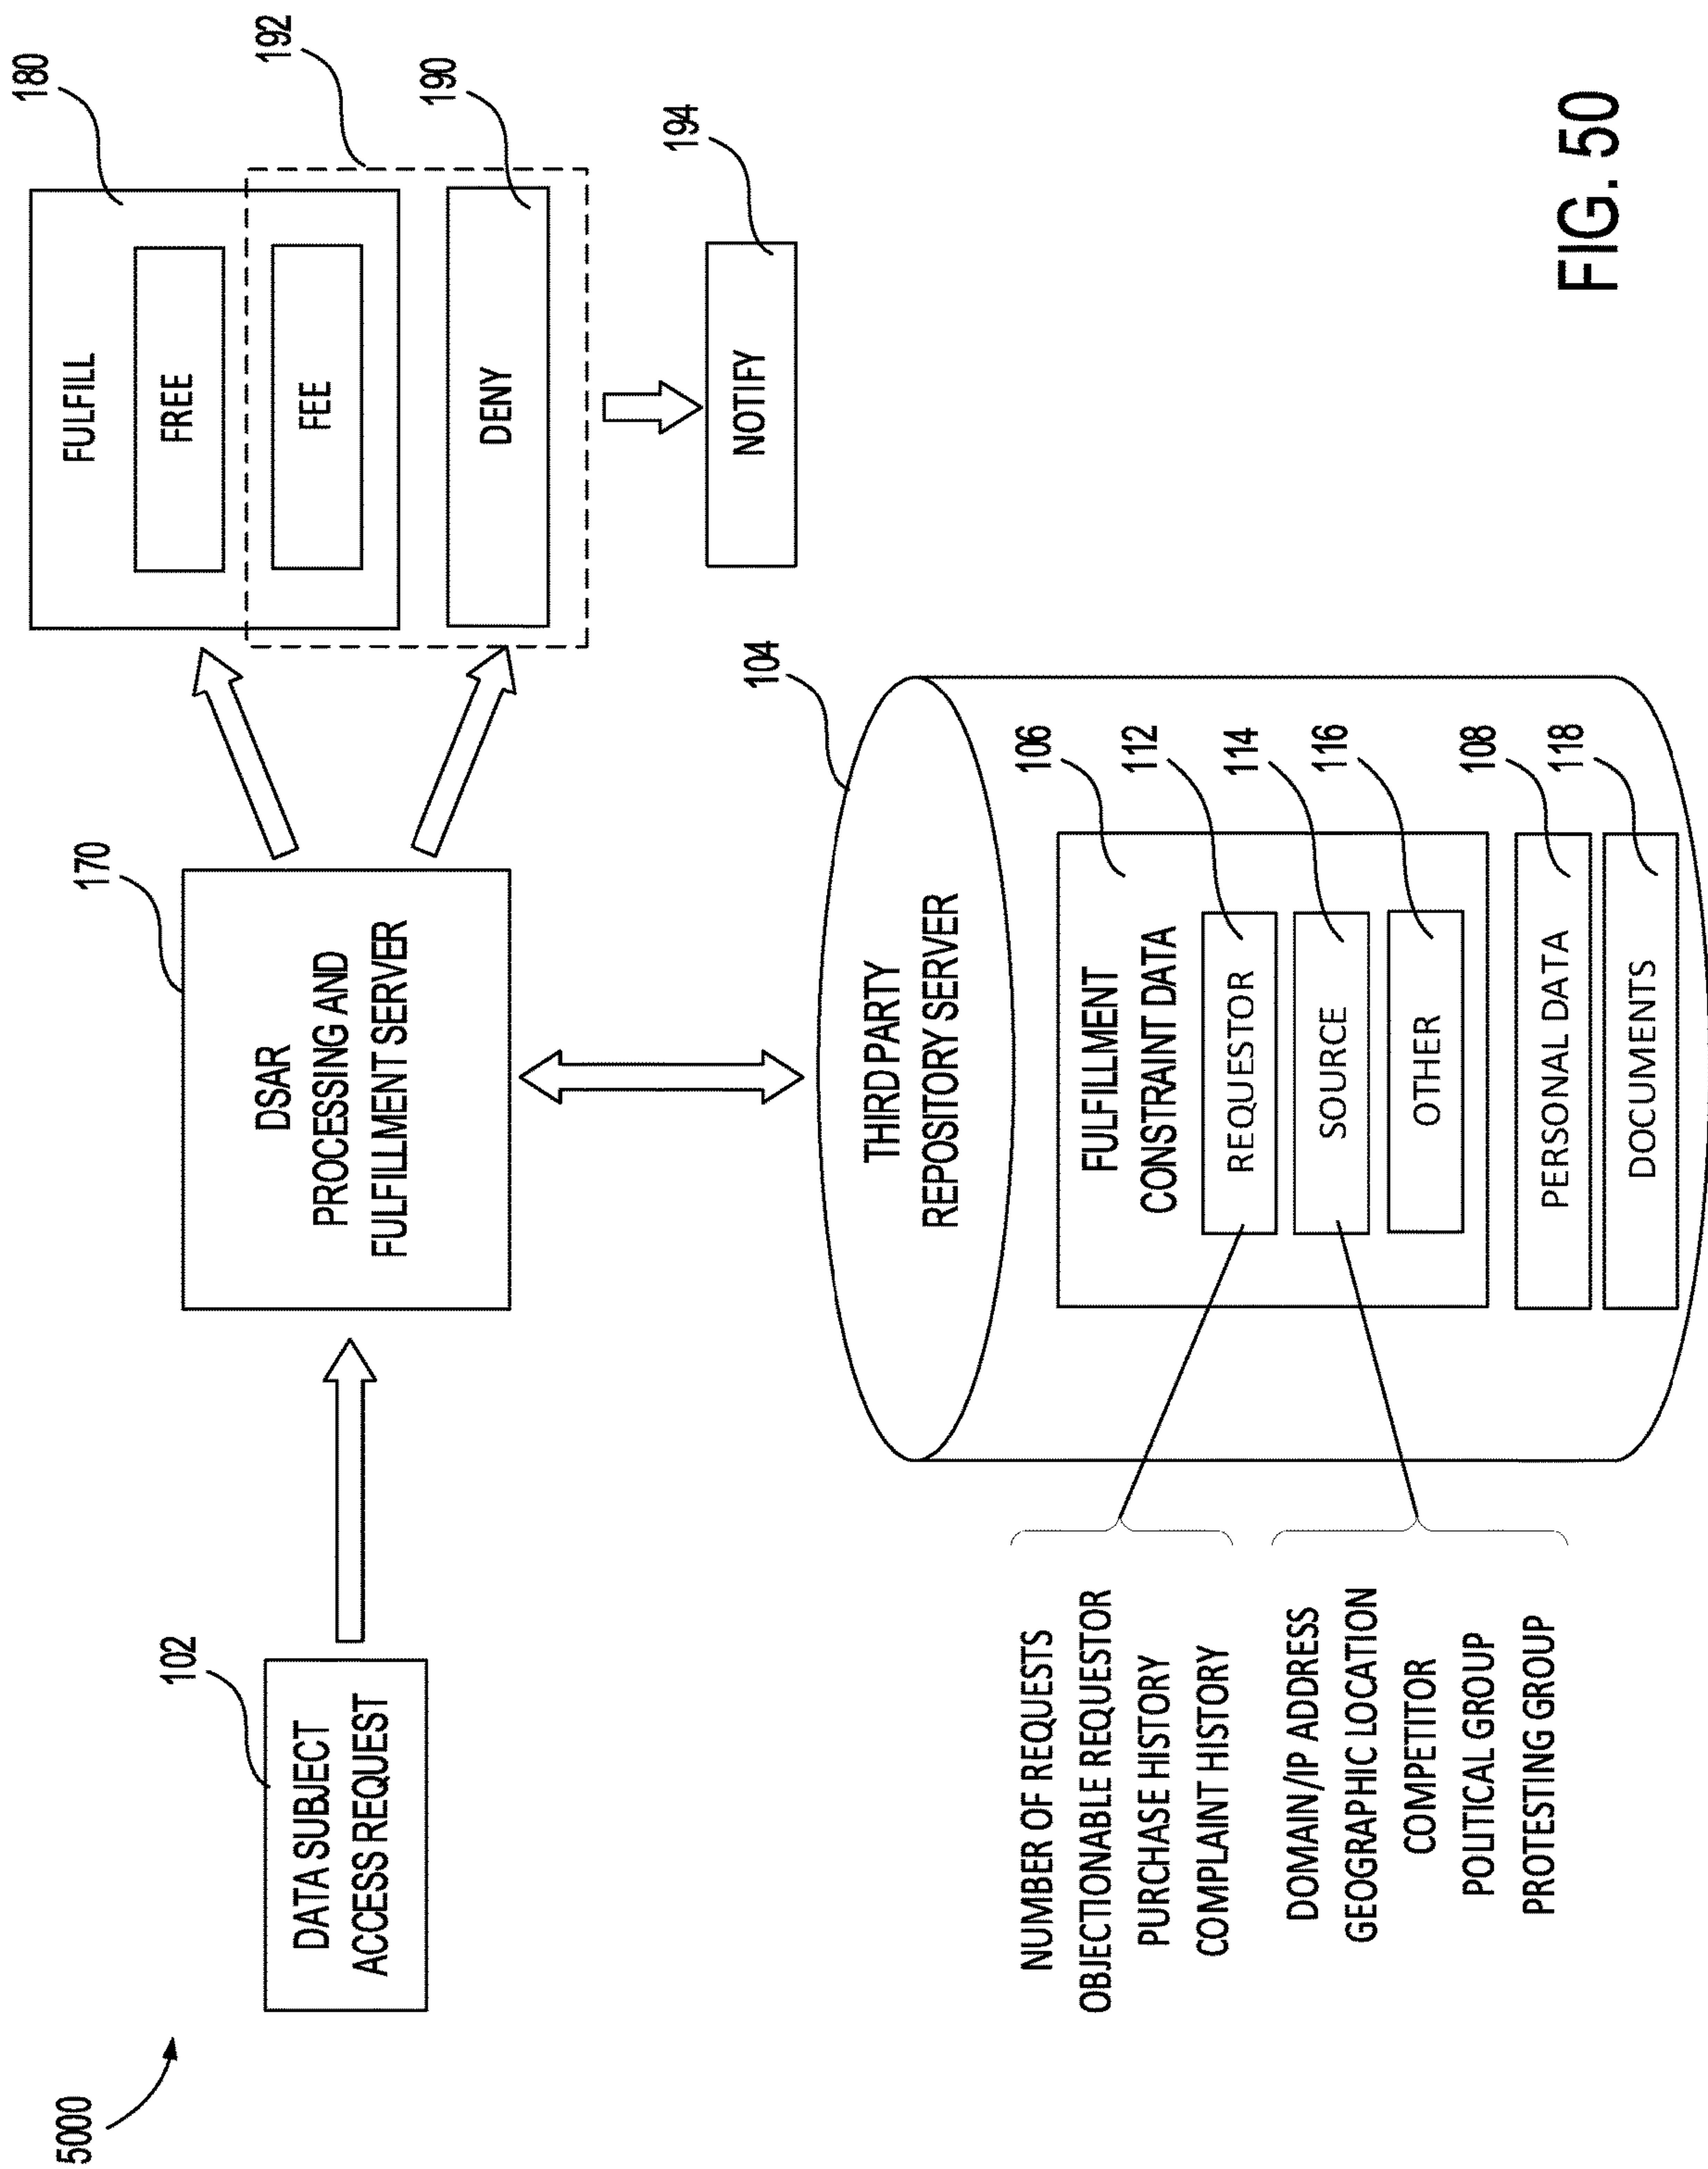 5000
102
DATA SUBJECT
ACCESS REQUEST
170
DSAR
PROCESSING AND
FULFILLMENT SERVER
180
FULFILL
FREE
FEE
192
190
DENY
194
NOTIFY
104
THIRD PARTY
REPOSITORY SERVER
106
FULFILLMENT
CONSTRAINT DATA
112
REQUESTOR
114
SOURCE
116
OTHER
108
PERSONAL DATA
118
DOCUMENTS
NUMBER OF REQUESTS
OBJECTIONABLE REQUESTOR
PURCHASE HISTORY
COMPLAINT HISTORY
DOMAIN/IP ADDRESS
GEOGRAPHIC LOCATION
COMPETITOR
POLITICAL GROUP
PROTESTING GROUP
FIG. 50